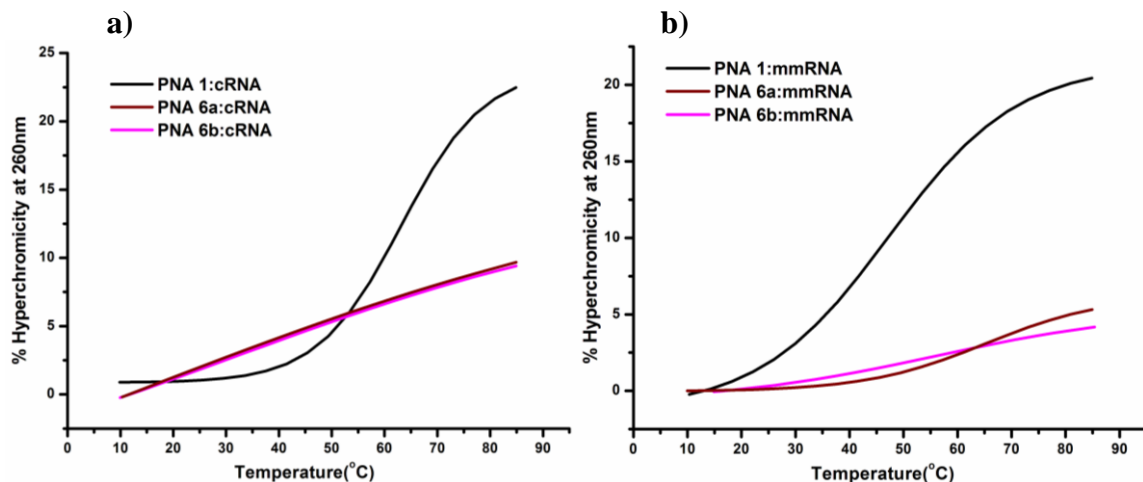 a)
% Hyperchromicity at 260nm
25
20
15
10
5
0
PNA 1:cRNA
PNA 6a:cRNA
PNA 6b:cRNA
0 10 20 30 40 50 60 70 80 90
Temperature(°C)
b)
% Hyperchromicity at 260nm
20
15
10
5
0
PNA 1:mmRNA
PNA 6a:mmRNA
PNA 6b:mmRNA
0 10 20 30 40 50 60 70 80 90
Temperature(°C)